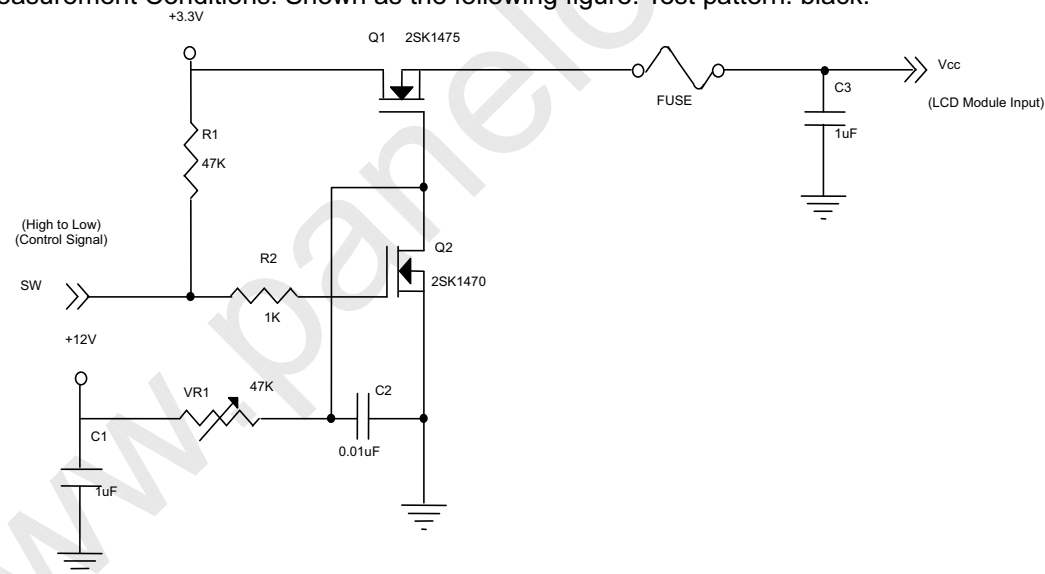 asurement Conditions: Shown as the following figure. Test pattern: black.
+3.3V
Q1 2SK1475
Vcc
FUSE
C3
(LCD Module Input)
R1
1uF
47K
(High to Low)
(Control Signal)
Q2
R2
2SK1470
SW
1K
+12V
VR1 47K C2
C1
0.01uF
1uF
www.panelo